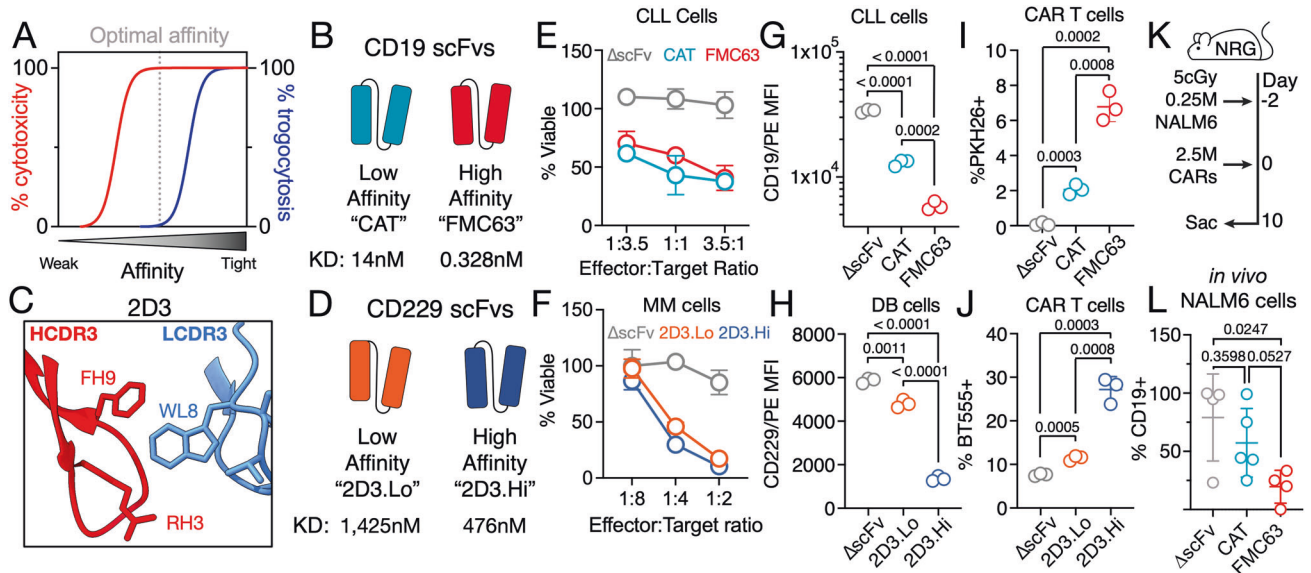 A
Optimal affinity
100
100
% cytotoxicity
% trogocytosis
0
0
Weak
Affinity
Tight
B
CD19 scFvs
Low
Affinity
"CAT"
High
Affinity
"FMC63"
KD: 14nM
0.328nM
C
2D3
HCDR3
LCDR3
FH9
WL8
RH3
D
CD229 scFvs
Low
Affinity
"2D3.Lo"
High
Affinity
"2D3.Hi"
KD: 1,425nM
476nM
E
CLL Cells
ΔscFv CAT FMC63
150
100
50
0
% Viable
1:3.5 1:1 3.5:1
Effector:Target Ratio
F
MM cells
ΔscFv 2D3.Lo 2D3.Hi
150
100
50
0
% Viable
1:8 1:4 1:2
Effector:Target ratio
G
CLL cells
1x10⁵
1x10⁴
CD19/PE MFI
< 0.0001
< 0.0001
0.0002
ΔscFv
CAT
FMC63
H
DB cells
8000
6000
4000
2000
0
CD229/PE MFI
< 0.0001
0.0011
< 0.0001
ΔscFv
2D3.Lo
2D3.Hi
I
CAR T cells
10
8
6
4
2
0
%PKH26+
0.0002
0.0008
0.0003
ΔscFv
CAT
FMC63
J
CAR T cells
40
30
20
10
0
% BT555+
0.0003
0.0008
0.0005
ΔscFv
2D3.Lo
2D3.Hi
K
NRG
5cGy
0.25M
NALM6
Day
-2
2.5M
CARs
0
Sac
10
L
in vivo
NALM6 cells
150
100
50
0
% CD19+
0.0247
0.3598
0.0527
ΔscFv
CAT
FMC63